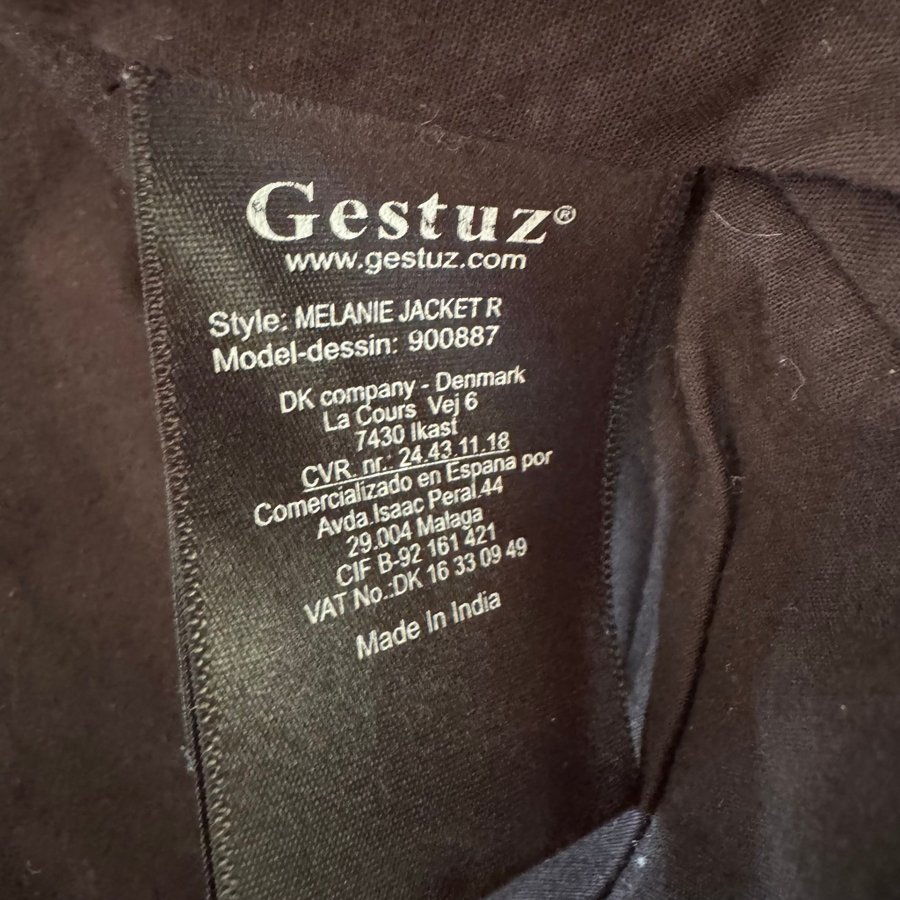 Gestuz®
www.gestuz.com
Style: MELANIE JACKET R
Model-dessin: 900887
DK company - Denmark
La Cours Vej 6
7430 Ikast
CVR. nr.: 24.43.11.18
Comercializado en Espana por
Avda.Isaac Peral.44
29.004 Malaga
CIF B-92 161 421
VAT No.:DK 16 33 09 49
Made In India